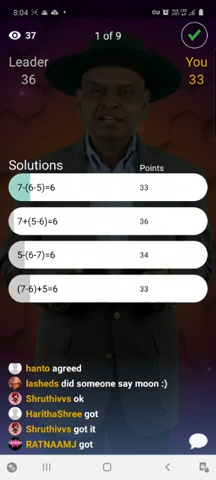 8:04
37
1 of 9
Leader
36
You
33
Solutions
Points
7-(6-5)=6 33
7+(5-6)=6 36
5-(6-7)=6 34
(7-6)+5=6 33
hanto agreed
lasheds did someone say moon :)
Shruthivvs ok
HarithaShree got
Shruthivvs got it
RATNAAMJ got